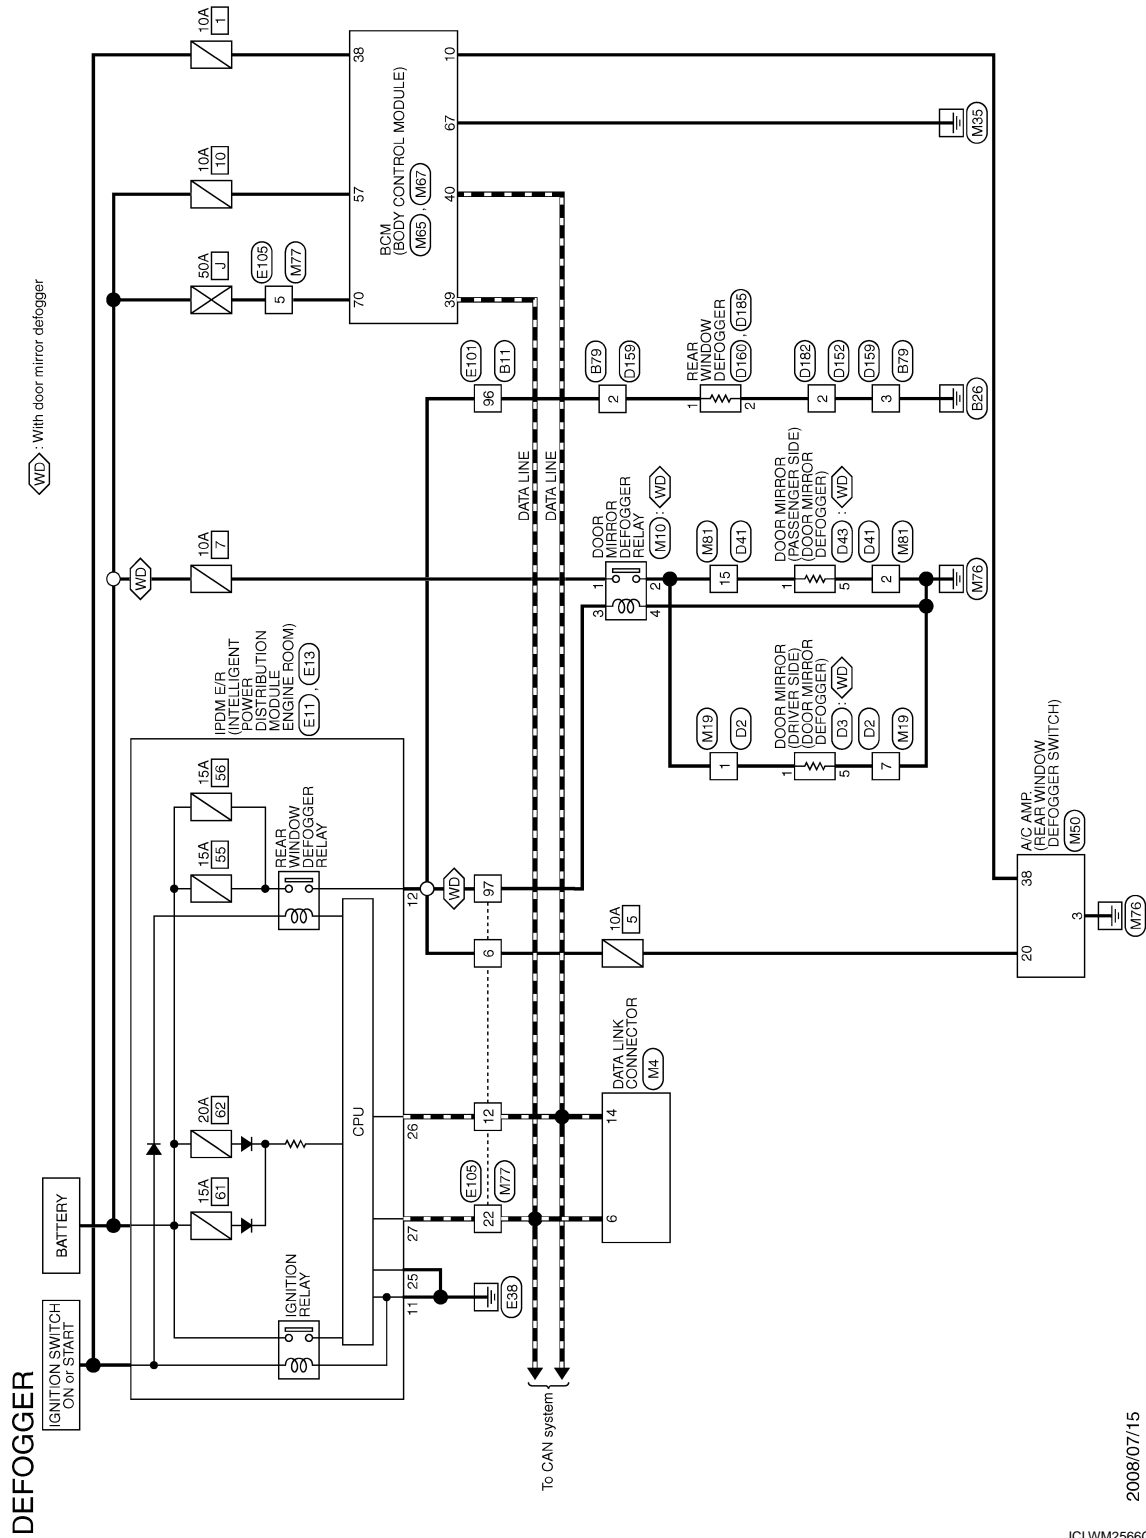 DEFOGGER
IGNITION SWITCH
ON or START
BATTERY
WD : With door mirror defogger
IPDM E/R
(INTELLIGENT
POWER
DISTRIBUTION
MODULE
ENGINE ROOM)
E11 , E13
IGNITION
RELAY
15A
61
20A
62
15A
55
15A
56
REAR
WINDOW
DEFOGGER
RELAY
CPU
11
25
27
26
12
E38
WD
10A
7
50A
J
E105
5
M77
10A
10
10A
1
70
57
38
BCM
(BODY CONTROL MODULE)
M65 , M67
39
40
67
10
M35
E105
22
M77
12
6
97
WD
E101
96
B11
DATA LINE
DATA LINE
To CAN system
6
14
DATA LINK
CONNECTOR
M4
10A
5
DOOR
MIRROR
DEFOGGER
RELAY
M10 : WD
3
1
4
2
B79
2
D159
REAR
WINDOW
DEFOGGER
D160 , D185
1
2
D182
2
D152
D159
3
B79
B26
M19
1
D2
DOOR MIRROR
(DRIVER SIDE)
(DOOR MIRROR
DEFOGGER)
D3 : WD
1
5
D2
7
M19
M81
15
D41
DOOR MIRROR
(PASSENGER SIDE)
(DOOR MIRROR
DEFOGGER)
D43 : WD
1
5
D41
2
M81
M76
20
38
3
A/C AMP.
(REAR WINDOW
DEFOGGER SWITCH)
M50
M76
2008/07/15